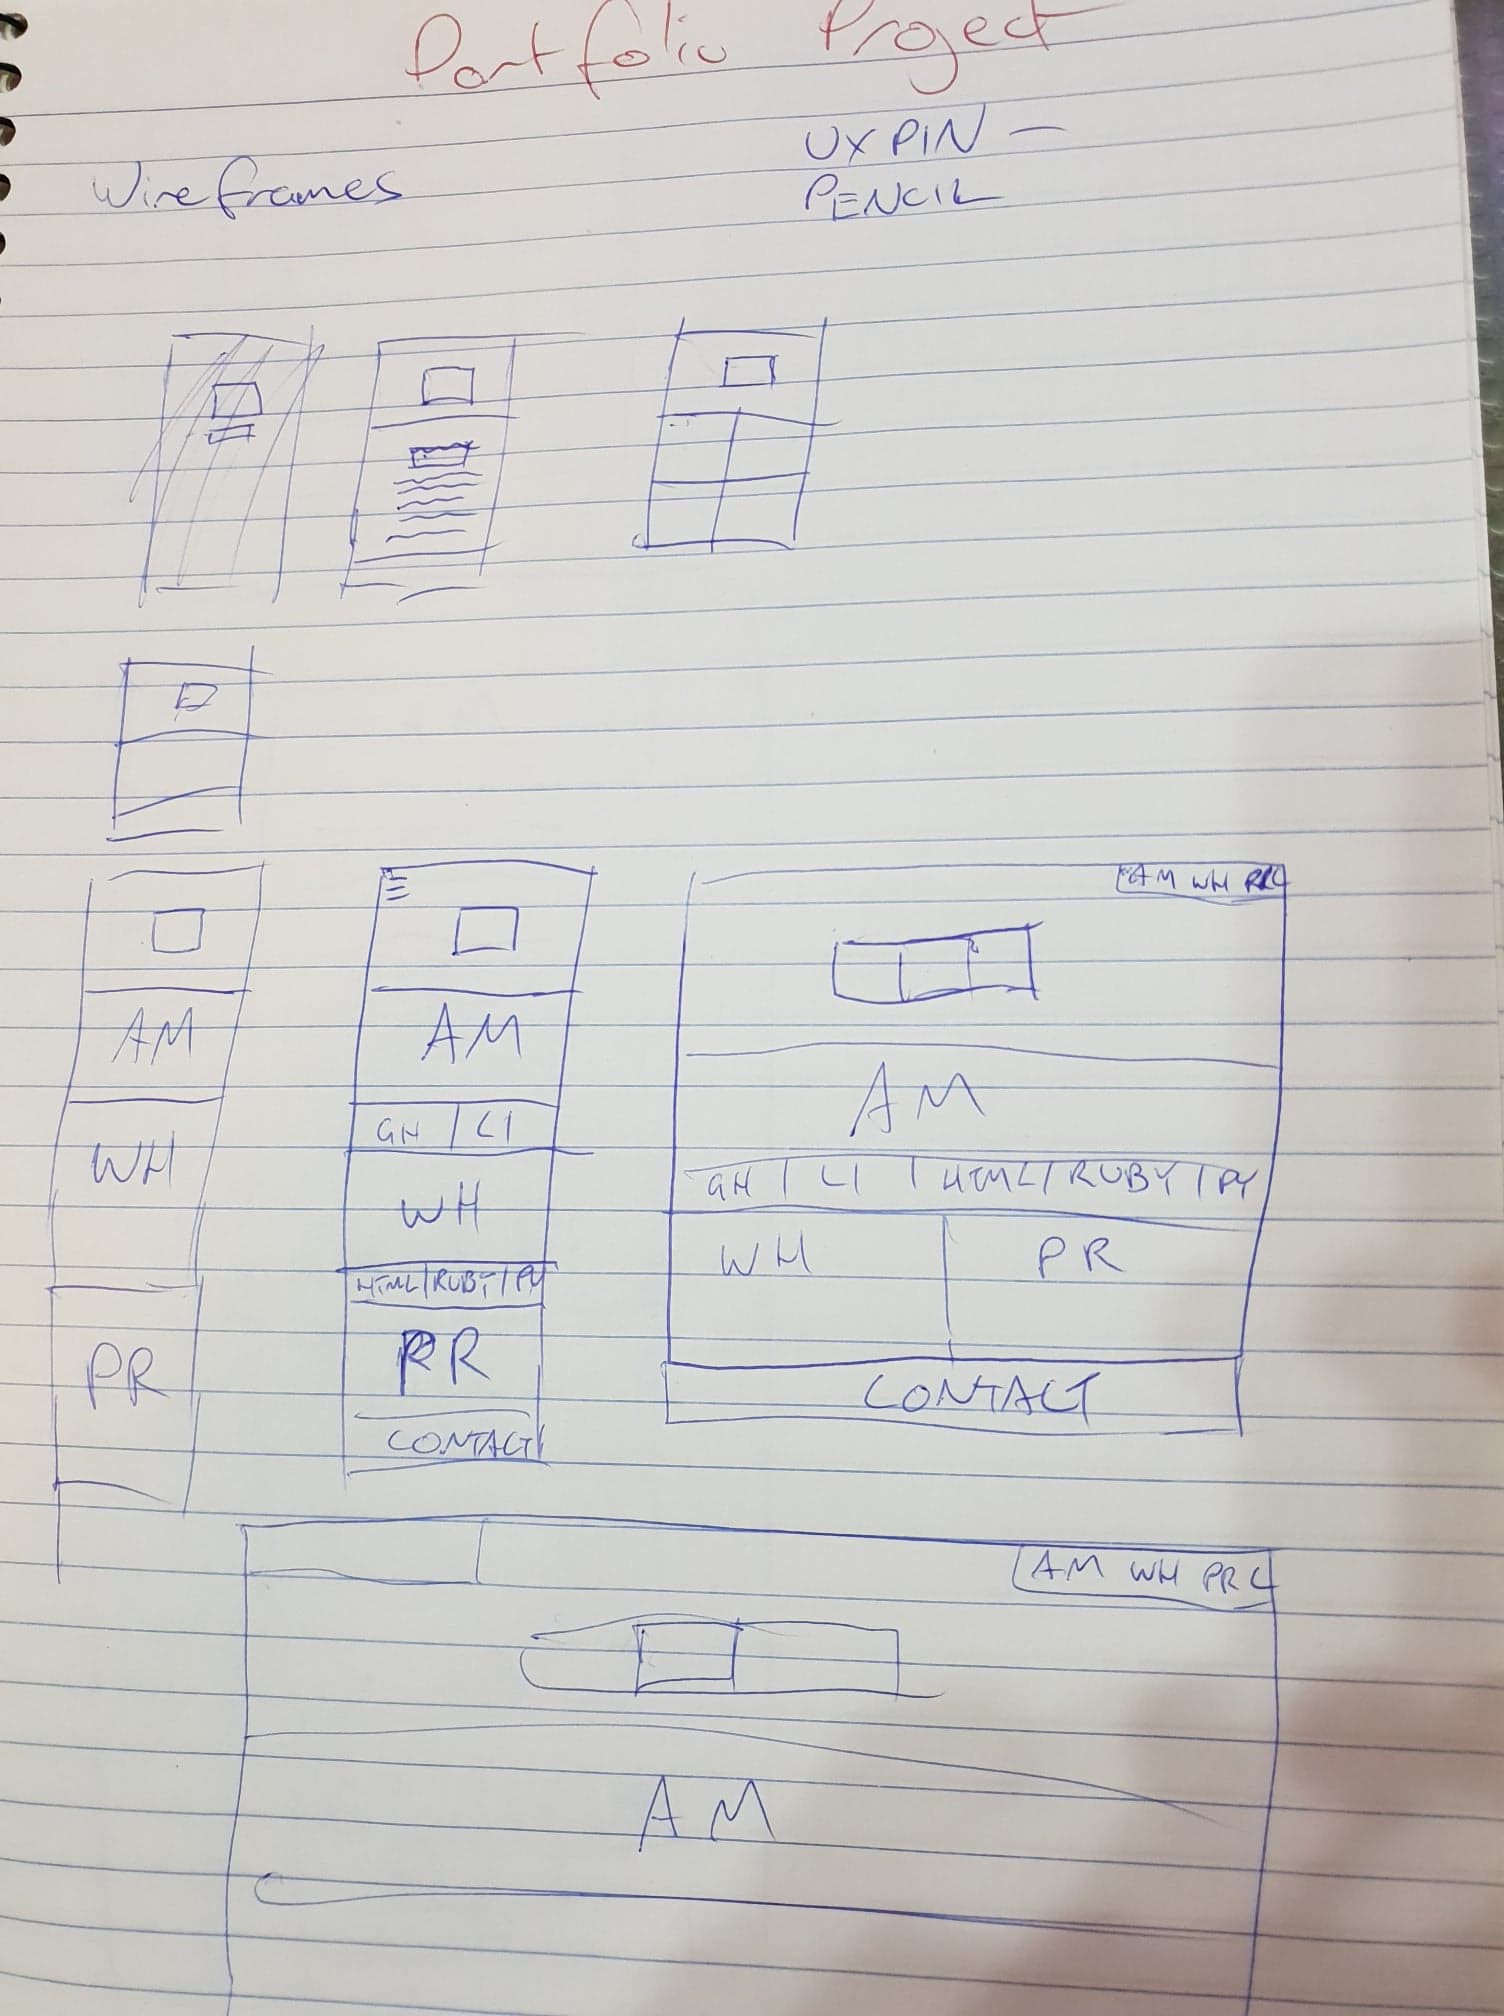 Portfolio Project
UX PIN —
Wireframes
PENCIL
AM
WH
PR
AM
GH | LI
WH
HTML | RUBY | PY
PR
CONTACT
AM WH PR C
AM
GH | LI | HTML | RUBY | PY
WH PR
CONTACT
AM WH PR C
AM